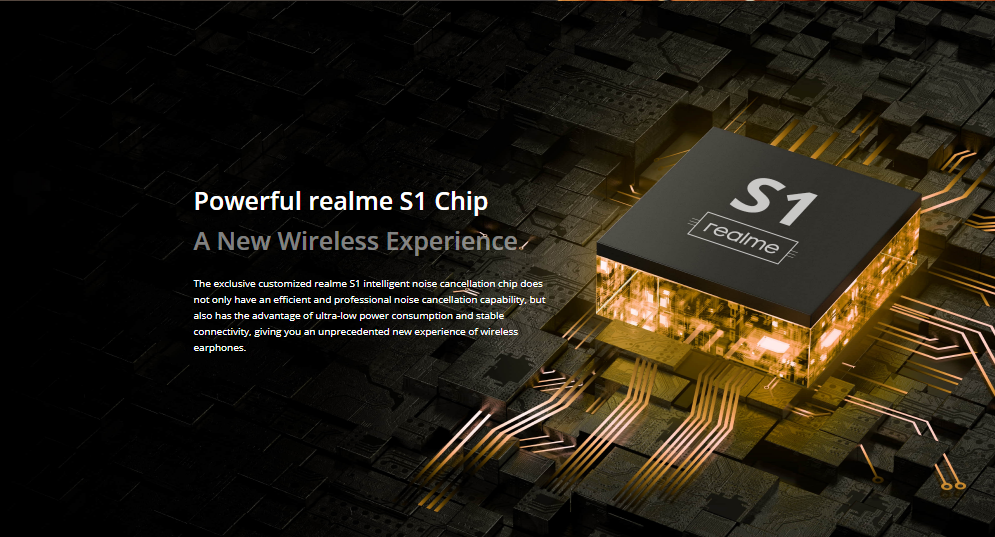 Powerful realme S1 Chip
A New Wireless Experience
The exclusive customized realme S1 intelligent noise cancellation chip does
not only have an efficient and professional noise cancellation capability, but
also has the advantage of ultra-low power consumption and stable
connectivity, giving you an unprecedented new experience of wireless
earphones.
S1
realme